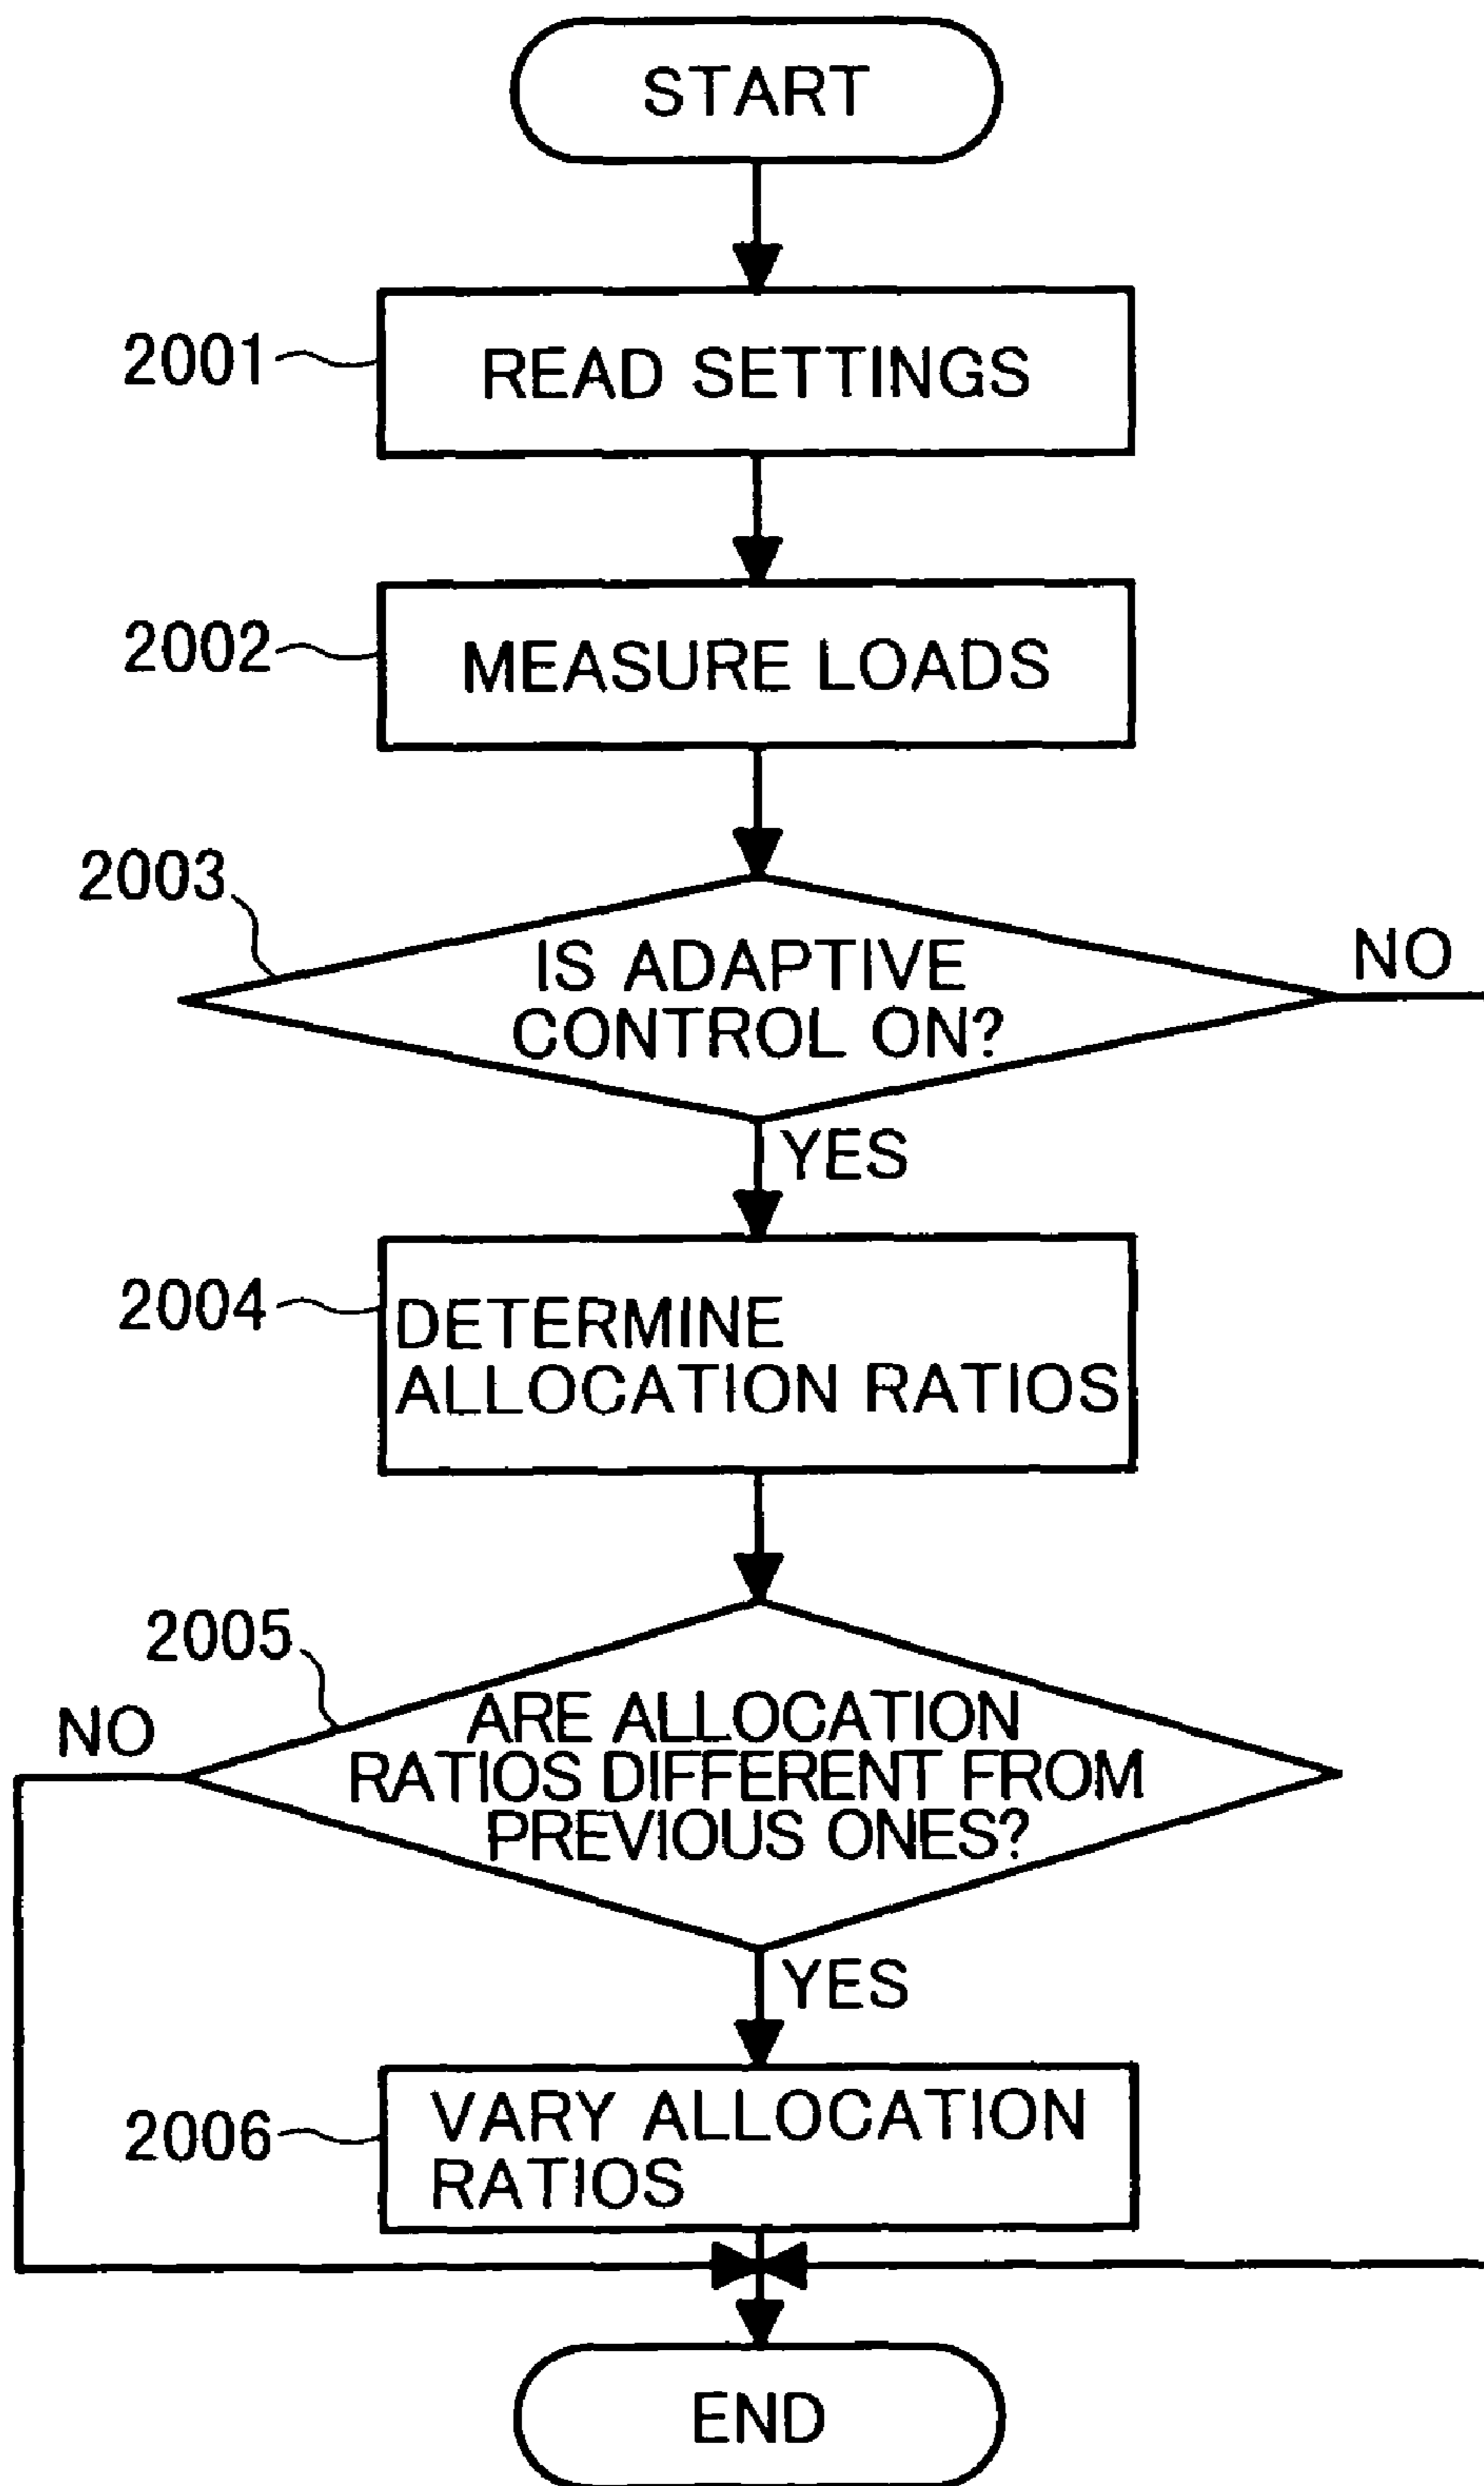 START
2001
READ SETTINGS
2002
MEASURE LOADS
2003
IS ADAPTIVE
CONTROL ON?
NO
YES
2004
DETERMINE
ALLOCATION RATIOS
2005
NO
ARE ALLOCATION
RATIOS DIFFERENT FROM
PREVIOUS ONES?
YES
2006
VARY ALLOCATION
RATIOS
END